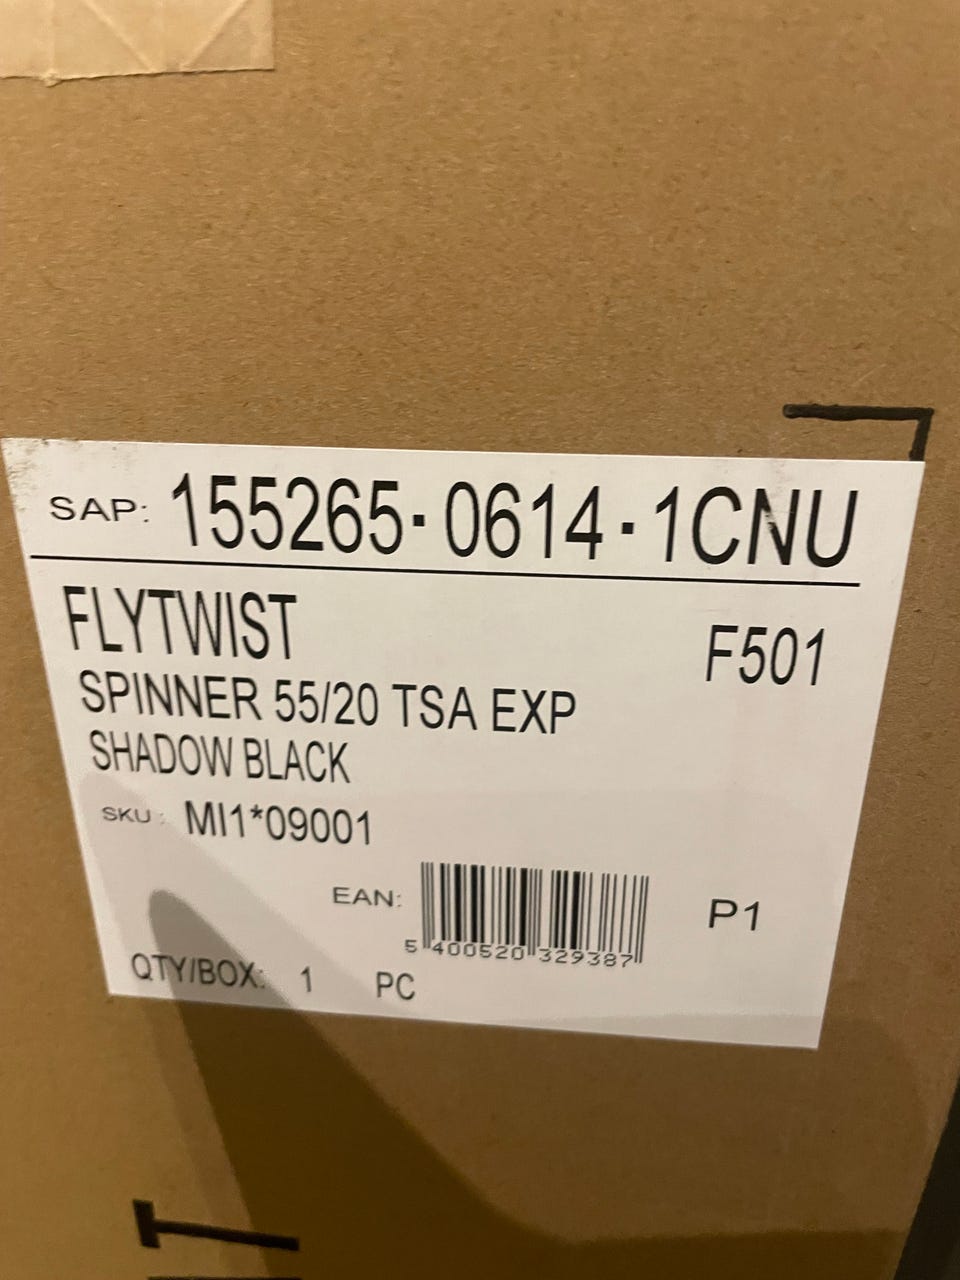 SAP: 155265-0614-1CNU
FLYTWIST F501
SPINNER 55/20 TSA EXP
SHADOW BLACK
SKU: MI1*09001
EAN: P1
5 400520 329387
QTY/BOX: 1 PC